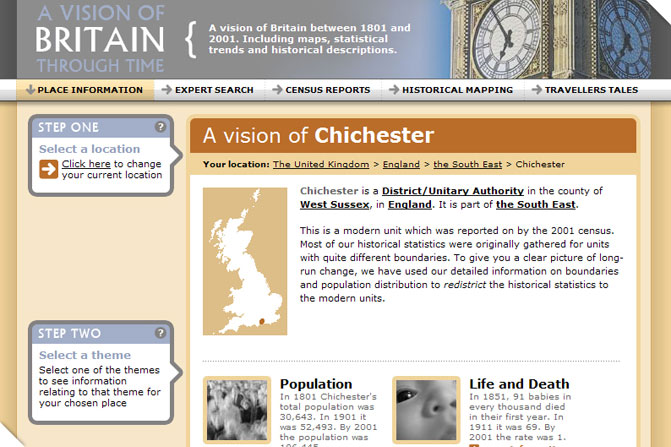 A VISION OF
BRITAIN
THROUGH TIME
{
A vision of Britain between 1801 and
2001. Including maps, statistical
trends and historical descriptions.
PLACE INFORMATION
EXPERT SEARCH
CENSUS REPORTS
HISTORICAL MAPPING
TRAVELLERS TALES
STEP ONE ?
Select a location
Click here to change
your current location
A vision of Chichester
Your location: The United Kingdom > England > the South East > Chichester
Chichester is a District/Unitary Authority in the county of
West Sussex, in England. It is part of the South East.
This is a modern unit which was reported on by the 2001 census.
Most of our historical statistics were originally gathered for units
with quite different boundaries. To give you a clear picture of long-
run change, we have used our detailed information on boundaries
and population distribution to redistrict the historical statistics to
the modern units.
STEP TWO ?
Select a theme
Select one of the themes
to see information
relating to that theme for
your chosen place
Population
In 1801 Chichester's
total population was
30,643. In 1901 it
was 52,493. By 2001
the population was
Life and Death
In 1851, 91 babies in
every thousand died
in their first year. In
1911 it was 69. By
2001 the rate was 1.